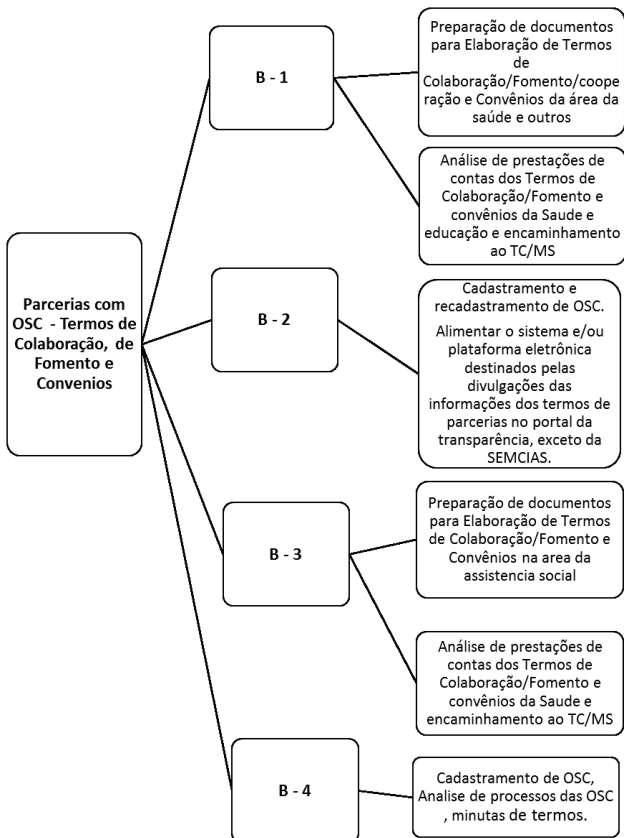 Parcerias com
OSC - Termos de
Colaboração, de
Fomento e
Convenios
B - 1
Preparação de documentos
para Elaboração de Termos
de
Colaboração/Fomento/coope
ração e Convênios da área da
saúde e outros
Análise de prestações de
contas dos Termos de
Colaboração/Fomento e
convênios da Saude e
educação e encaminhamento
ao TC/MS
B - 2
Cadastramento e
recadastramento de OSC.
Alimentar o sistema e/ou
plataforma eletrônica
destinados pelas
divulgações das
informações dos termos de
parcerias no portal da
transparência, exceto da
SEMCIAS.
B - 3
Preparação de documentos
para Elaboração de Termos
de Colaboração/Fomento e
Convênios na area da
assistencia social
Análise de prestações de
contas dos Termos de
Colaboração/Fomento e
convênios da Saude e
encaminhamento ao TC/MS
B - 4
Cadastramento de OSC,
Analise de processos das OSC
, minutas de termos.